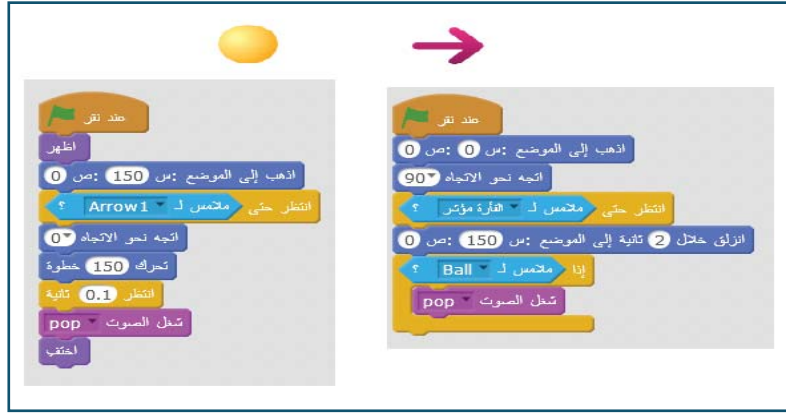 عند نقر
اظهر
اذهب إلى الموضع :س 150 :ص 0
انتظر حتى ملامس لـ Arrow1 ؟
اتجه نحو الاتجاه 0
تحرك 150 خطوة
انتظر 0.1 ثانية
شغل الصوت pop
اختف
عند نقر
اذهب إلى الموضع :س 0 :ص 0
اتجه نحو الاتجاه 90
انتظر حتى ملامس لـ الفأرة مؤشر ؟
انزلق خلال 2 ثانية إلى الموضع :س 150 :ص 0
إذا ملامس لـ Ball ؟
شغل الصوت pop